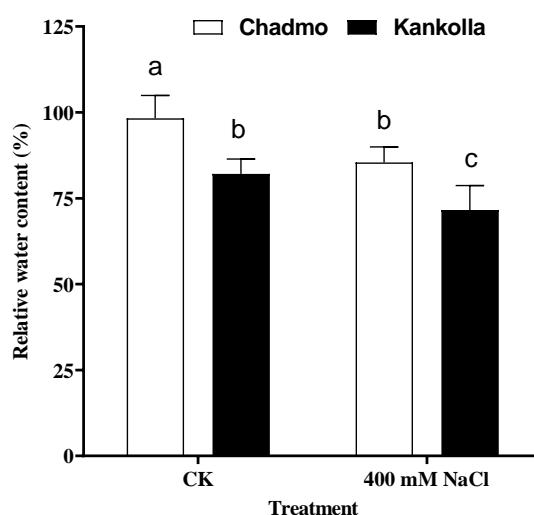 Chadmo Kankolla
125
100
75
50
25
0
Relative water content (%)
a
b
b
c
CK 400 mM NaCl
Treatment